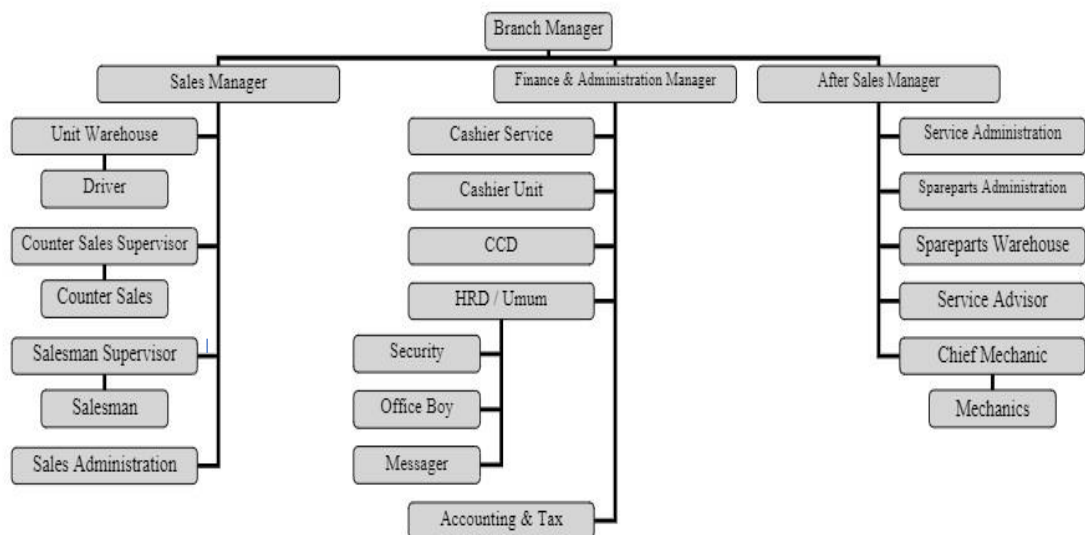 Branch Manager
Sales Manager
Finance & Administration Manager
After Sales Manager
Unit Warehouse
Driver
Counter Sales Supervisor
Counter Sales
Salesman Supervisor
Salesman
Sales Administration
Cashier Service
Cashier Unit
CCD
HRD / Umum
Security
Office Boy
Messager
Accounting & Tax
Service Administration
Spareparts Administration
Spareparts Warehouse
Service Advisor
Chief Mechanic
Mechanics